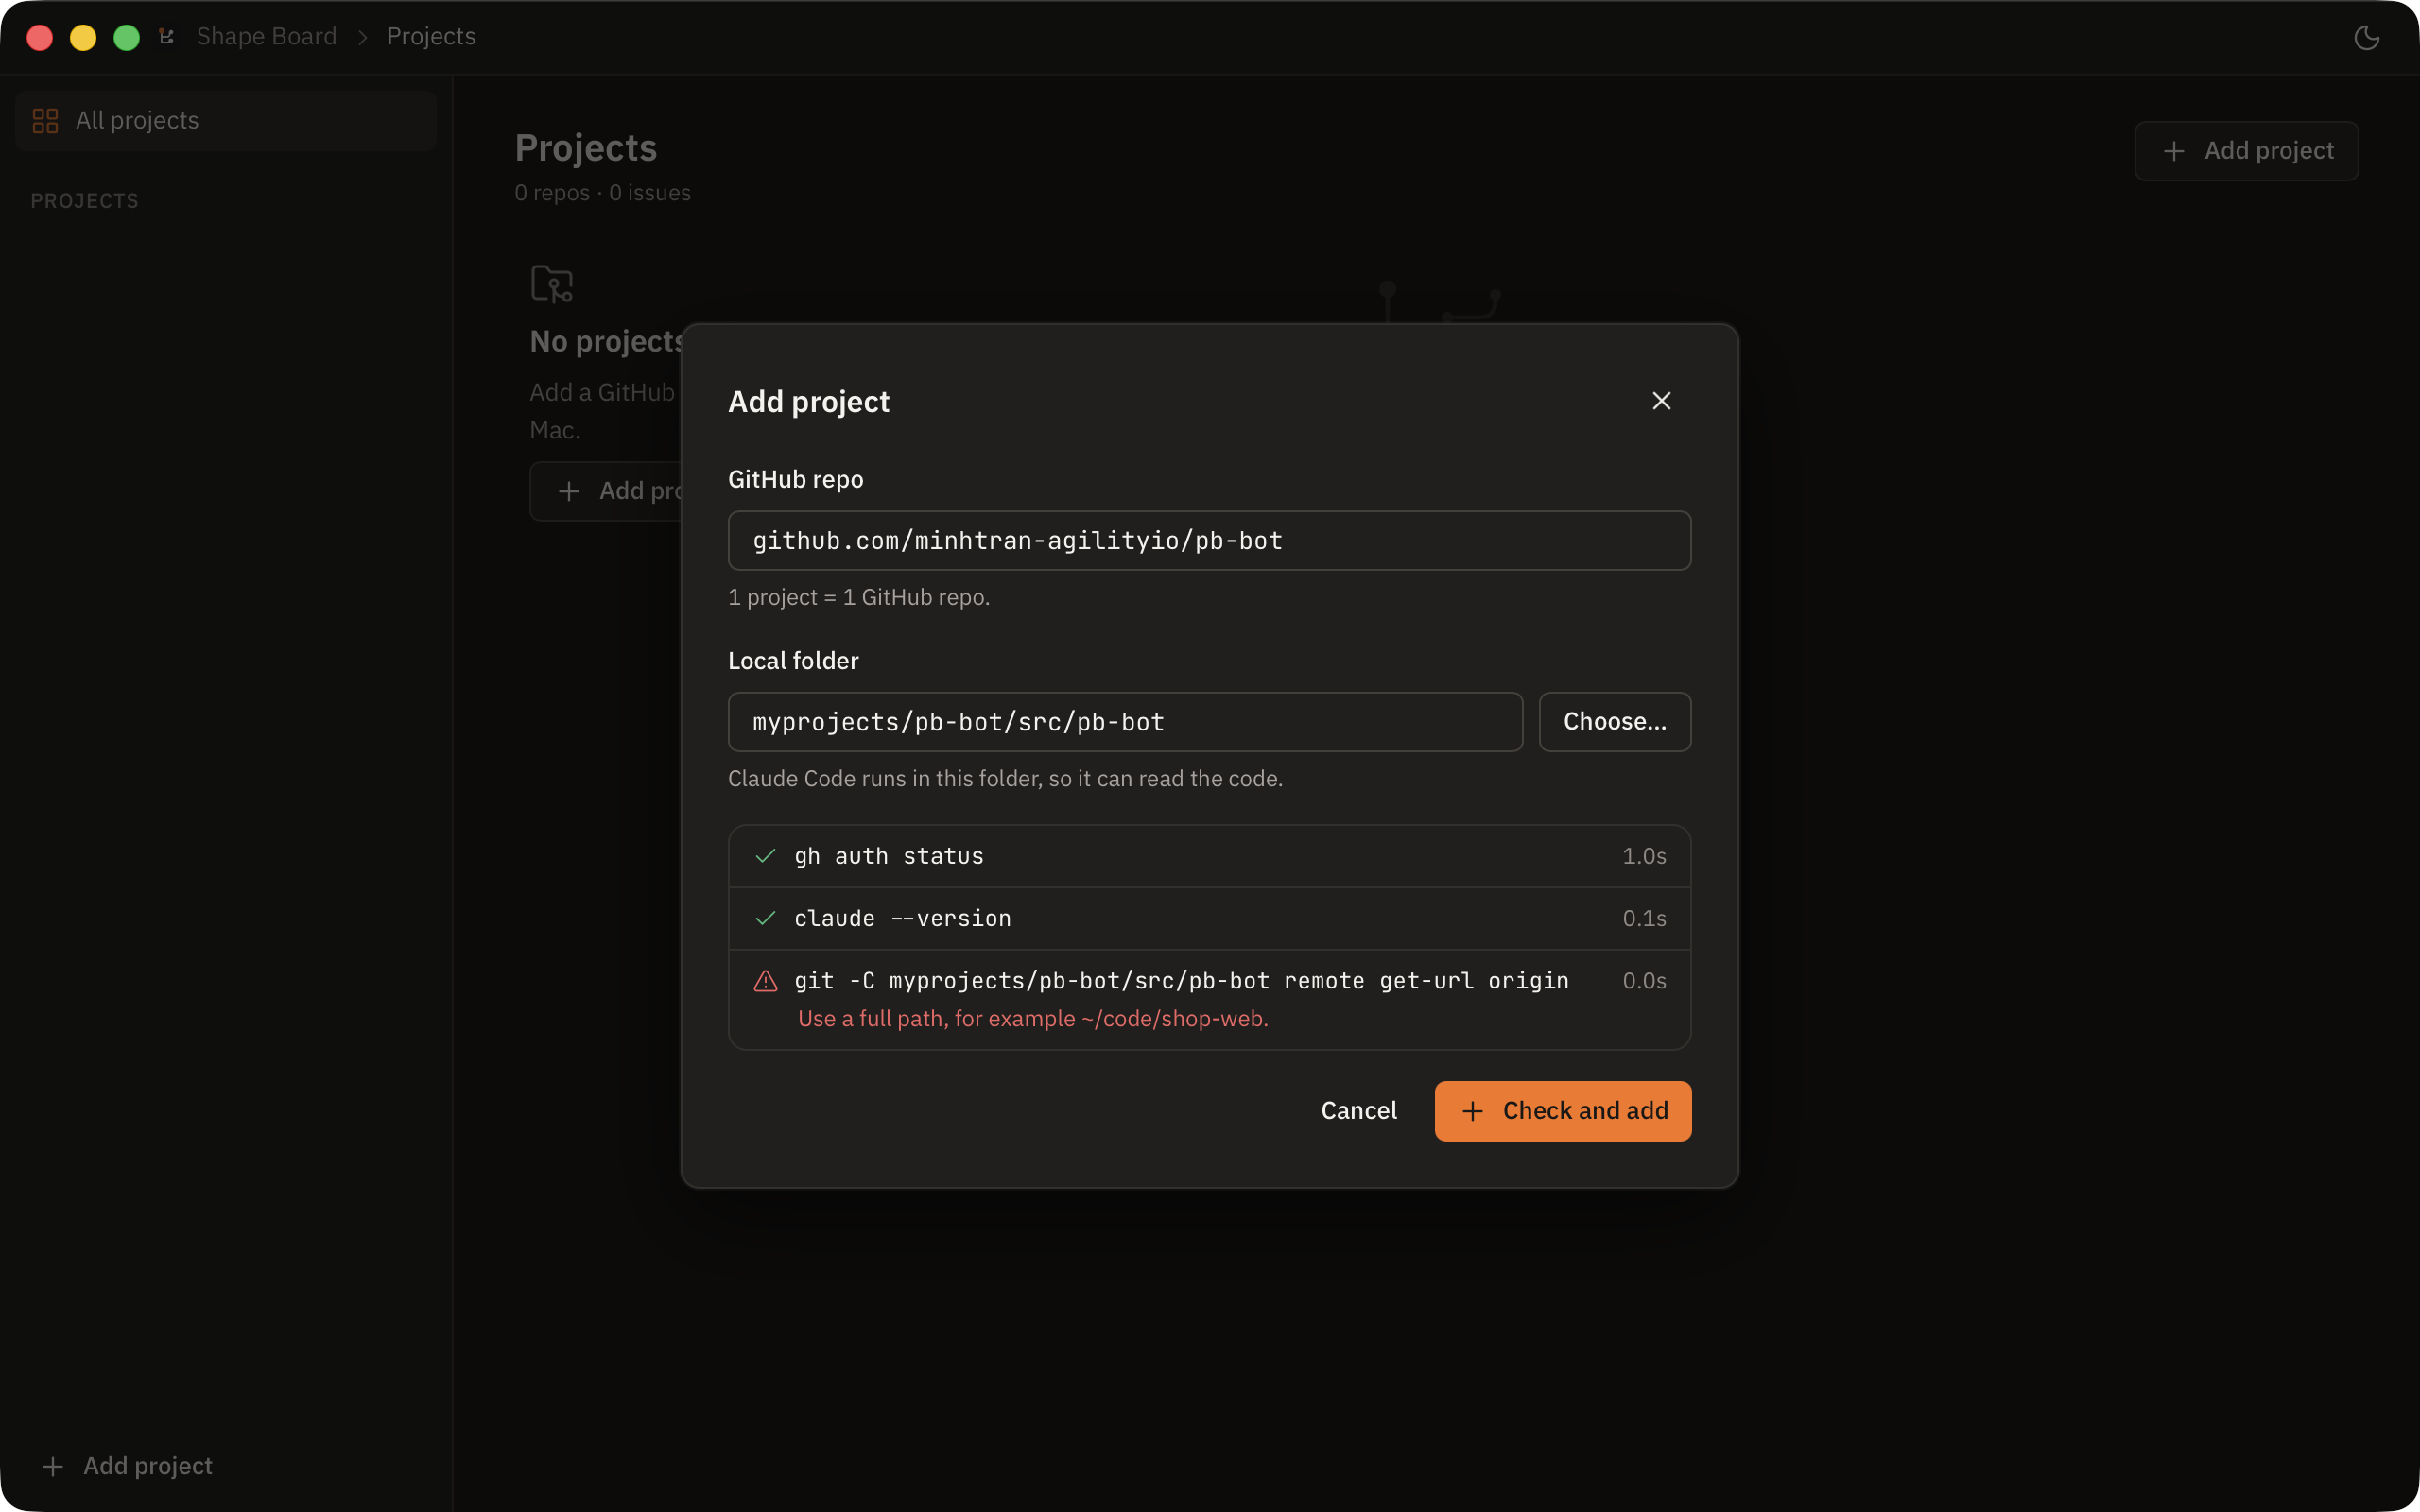 Shape Board > Projects
All projects
PROJECTS
Projects
0 repos · 0 issues
Add project
No projects
Add a GitHub
Mac.
Add pro
Add project
GitHub repo
github.com/minhtran-agilityio/pb-bot
1 project = 1 GitHub repo.
Local folder
myprojects/pb-bot/src/pb-bot
Choose...
Claude Code runs in this folder, so it can read the code.
gh auth status 1.0s
claude --version 0.1s
git -C myprojects/pb-bot/src/pb-bot remote get-url origin 0.0s
Use a full path, for example ~/code/shop-web.
Cancel
Check and add
Add project